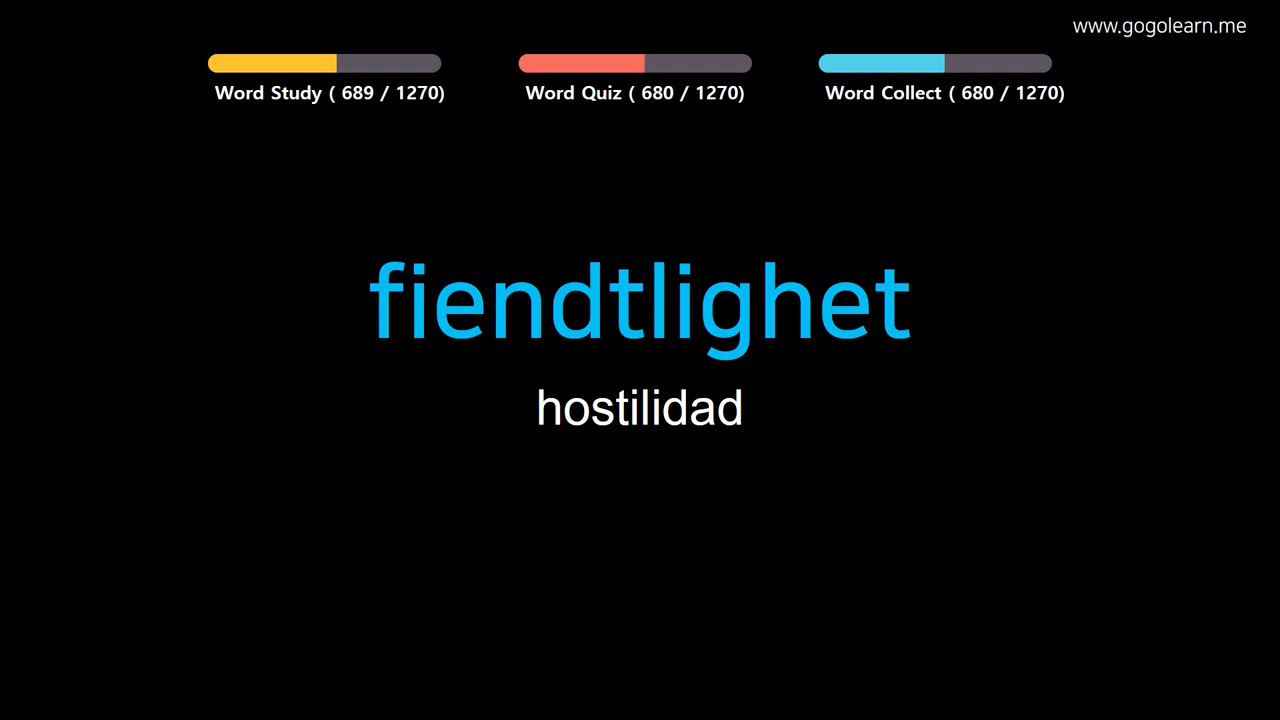 www.gogolearn.me
Word Study ( 689 / 1270)
Word Quiz ( 680 / 1270)
Word Collect ( 680 / 1270)
fiendtlighet
hostilidad